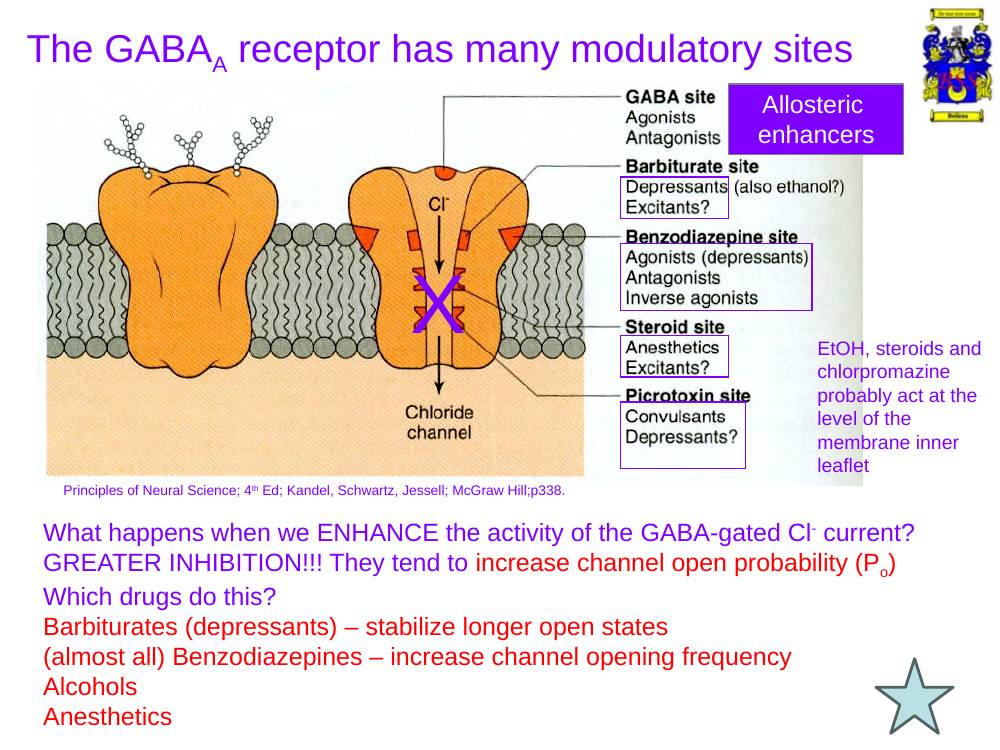 The GABA_A receptor has many modulatory sites
Allosteric
enhancers
GABA site
Agonists
Antagonists
Barbiturate site
Depressants (also ethanol?)
Excitants?
Benzodiazepine site
Agonists (depressants)
Antagonists
Inverse agonists
Steroid site
Anesthetics
Excitants?
Picrotoxin site
Convulsants
Depressants?
Cl⁻
X
Chloride
channel
EtOH, steroids and
chlorpromazine
probably act at the
level of the
membrane inner
leaflet
Principles of Neural Science; 4th Ed; Kandel, Schwartz, Jessell; McGraw Hill;p338.
What happens when we ENHANCE the activity of the GABA-gated Cl⁻ current?
GREATER INHIBITION!!! They tend to increase channel open probability (P_o)
Which drugs do this?
Barbiturates (depressants) – stabilize longer open states
(almost all) Benzodiazepines – increase channel opening frequency
Alcohols
Anesthetics